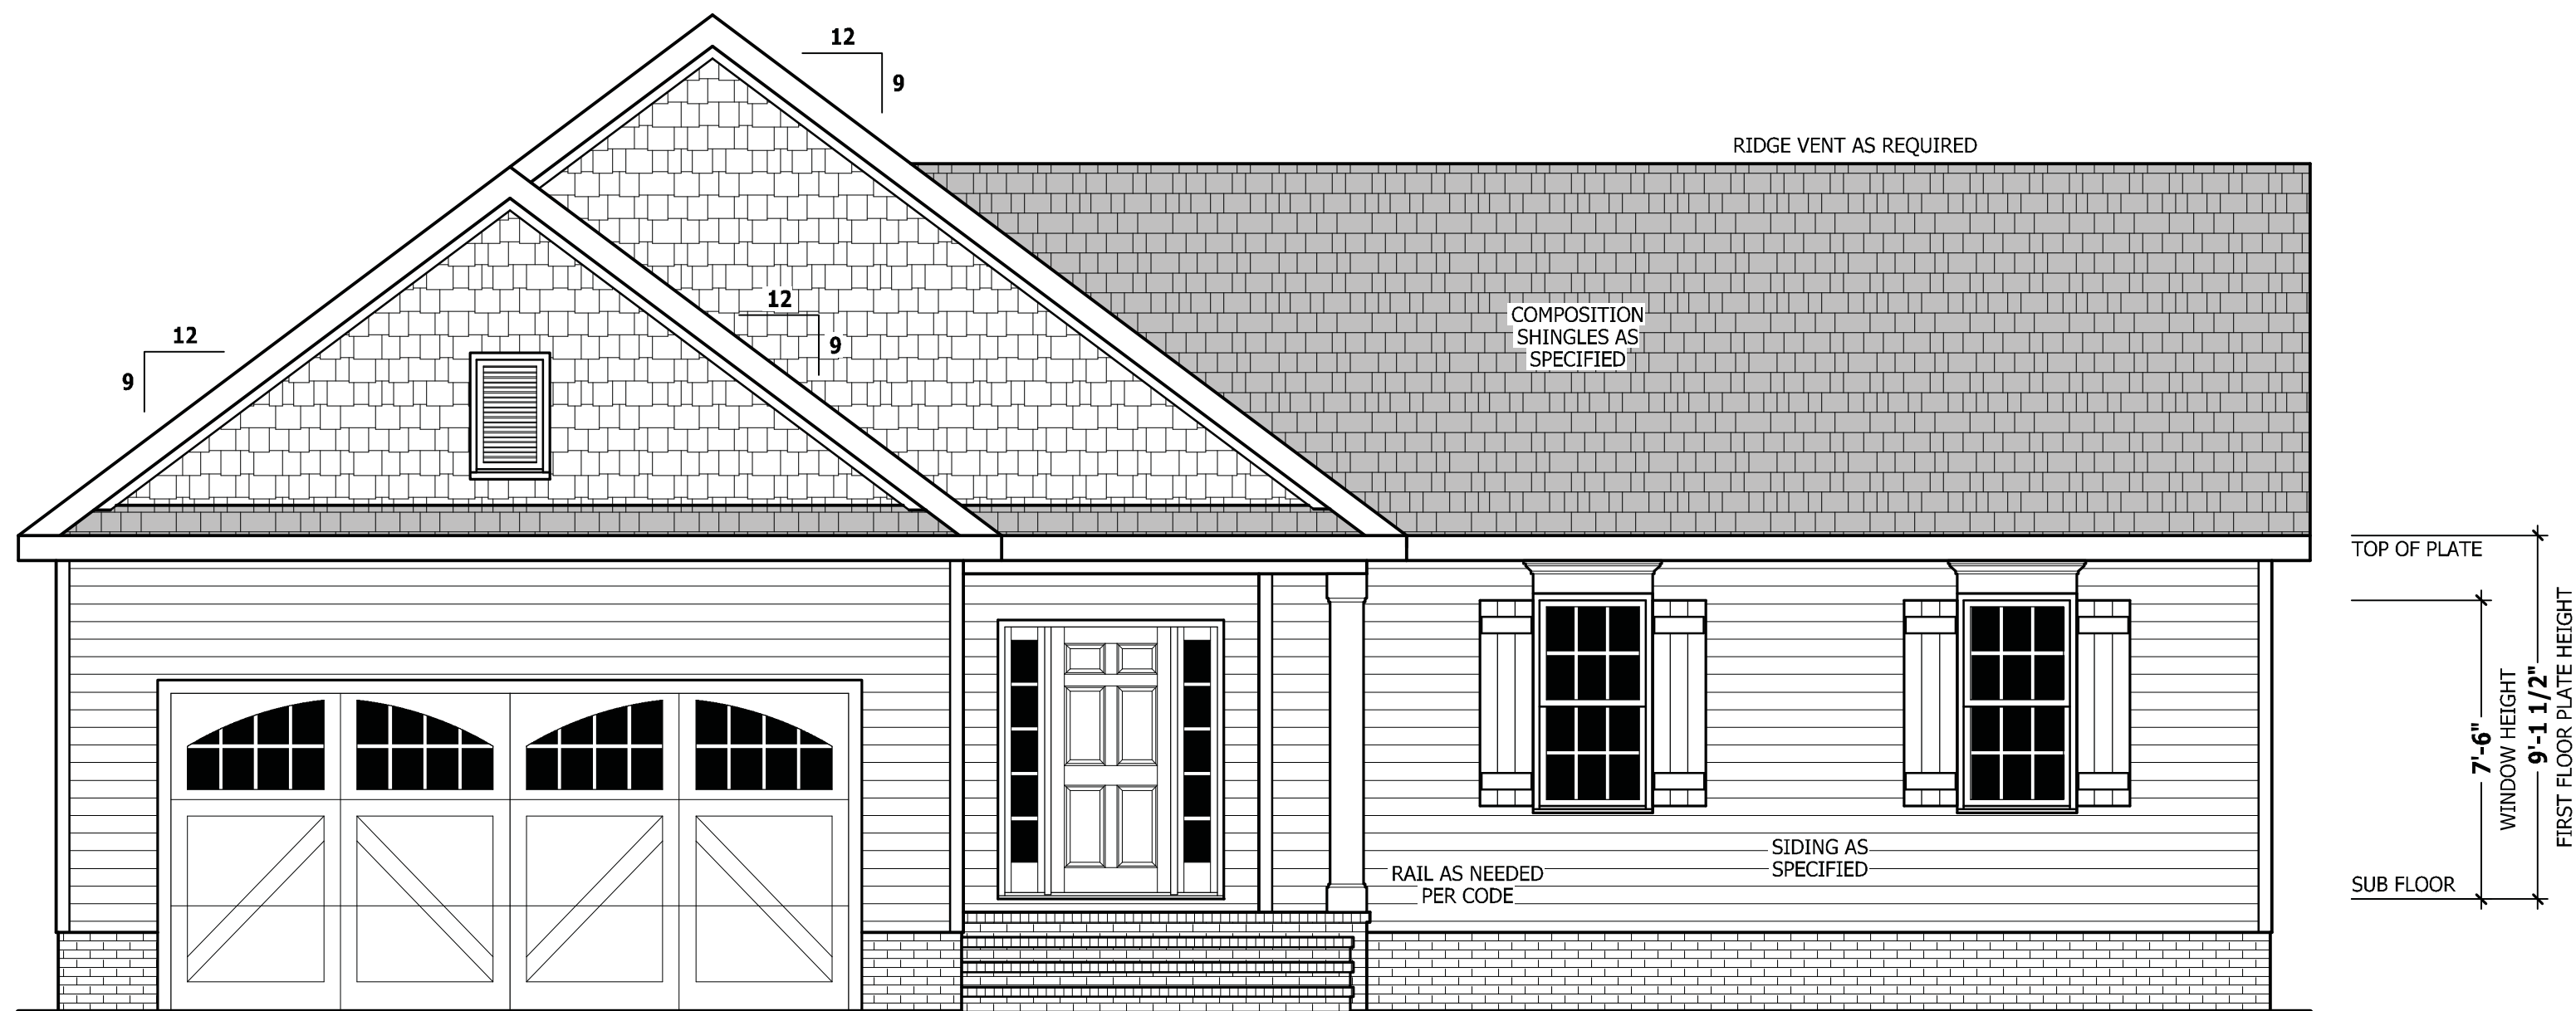 12
9
RIDGE VENT AS REQUIRED
12
9
12
9
COMPOSITION
SHINGLES AS
SPECIFIED
TOP OF PLATE
7'-6"
WINDOW HEIGHT
9'-1 1/2"
FIRST FLOOR PLATE HEIGHT
SIDING AS
SPECIFIED
RAIL AS NEEDED
PER CODE
SUB FLOOR